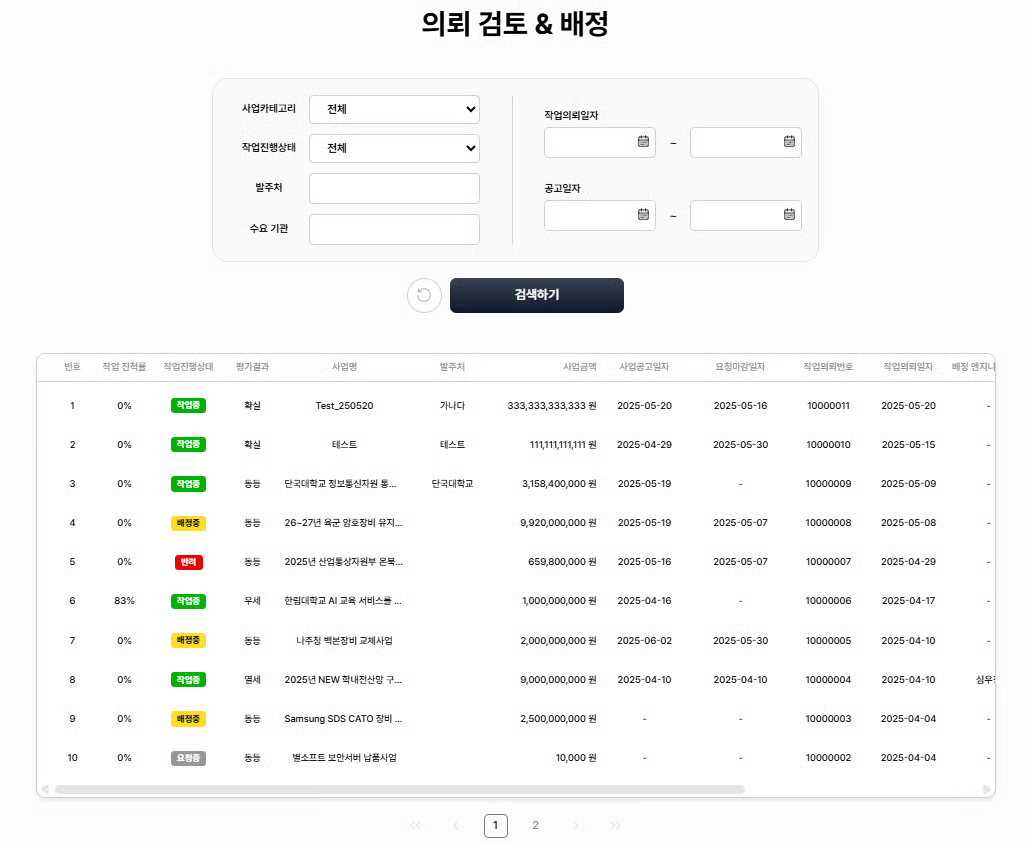 의뢰 검토 & 배정
사업카테고리 전체
작업진행상태 전체
발주처
수요 기관
작업의뢰일자
~
공고일자
~
검색하기
번호 작업 진척률 작업진행상태 평가결과 사업명 발주처 사업금액 사업공고일자 요청마감일자 작업의뢰번호 작업의뢰일자 배정 엔지니
1 0% 작업중 확실 Test_250520 가나다 333,333,333,333 원 2025-05-20 2025-05-16 10000011 2025-05-20 -
2 0% 작업중 확실 테스트 테스트 111,111,111,111 원 2025-04-29 2025-05-30 10000010 2025-05-15 -
3 0% 작업중 동등 단국대학교 정보통신자원 통... 단국대학교 3,158,400,000 원 2025-05-19 - 10000009 2025-05-09 -
4 0% 배정중 동등 26~27년 육군 암호장비 유지... 9,920,000,000 원 2025-05-19 2025-05-07 10000008 2025-05-08 -
5 0% 반려 동등 2025년 산업통상자원부 온북... 659,800,000 원 2025-05-16 2025-05-07 10000007 2025-04-29 -
6 83% 작업중 우세 한림대학교 AI 교육 서비스를 ... 1,000,000,000 원 2025-04-16 - 10000006 2025-04-17 -
7 0% 배정중 동등 나주청 백본장비 교체사업 2,000,000,000 원 2025-06-02 2025-05-30 10000005 2025-04-10 -
8 0% 작업중 열세 2025년 NEW 학내전산망 구... 9,000,000,000 원 2025-04-10 2025-04-10 10000004 2025-04-10 심우
9 0% 배정중 동등 Samsung SDS CATO 장비 ... 2,500,000,000 원 - - 10000003 2025-04-04 -
10 0% 요청중 동등 별소프트 보안서버 납품사업 10,000 원 - - 10000002 2025-04-04 -
1 2